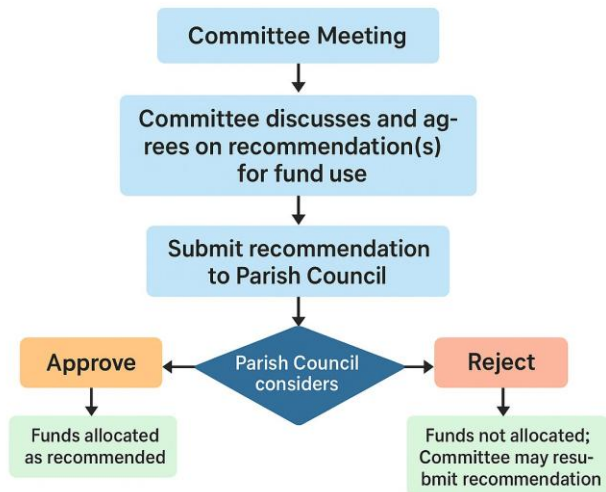 Committee Meeting
Committee discusses and ag-
rees on recommendation(s)
for fund use
Submit recommendation
to Parish Council
Approve
Parish Council
considers
Reject
Funds allocated
as recommended
Funds not allocated;
Committee may resu-
bmit recommendation